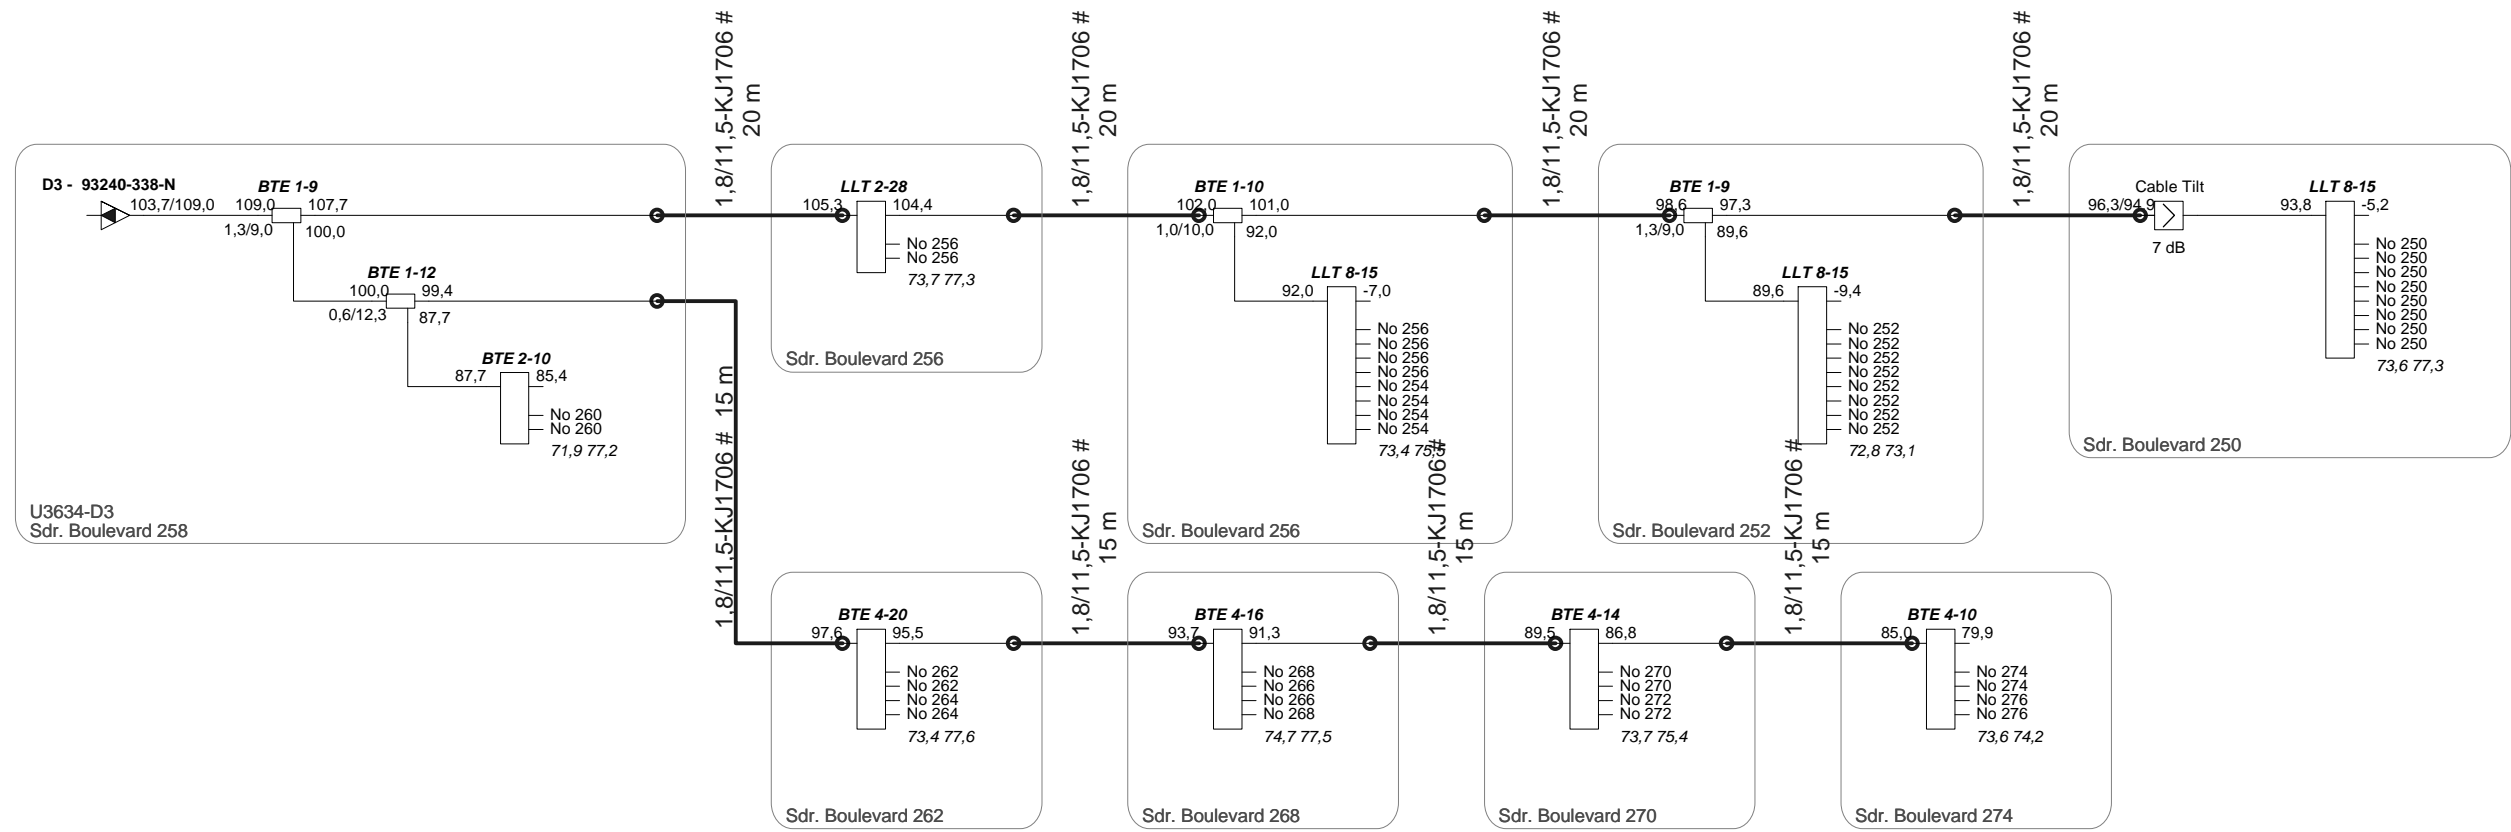 1,8/11,5-KJ1706 #
20 m
1,8/11,5-KJ1706 #
20 m
1,8/11,5-KJ1706 #
20 m
1,8/11,5-KJ1706 #
20 m
D3 - 93240-338-N
103,7/109,0
BTE 1-9
109,0
107,7
1,3/9,0
100,0
BTE 1-12
100,0
99,4
0,6/12,3
87,7
BTE 2-10
87,7
85,4
No 260
No 260
71,9 77,2
U3634-D3
Sdr. Boulevard 258
LLT 2-28
105,3
104,4
No 256
No 256
73,7 77,3
Sdr. Boulevard 256
BTE 1-10
102,0
101,0
1,0/10,0
92,0
LLT 8-15
92,0
-7,0
No 256
No 256
No 256
No 256
No 254
No 254
No 254
No 254
73,4 75,5
Sdr. Boulevard 256
BTE 1-9
98,6
97,3
1,3/9,0
89,6
LLT 8-15
89,6
-9,4
No 252
No 252
No 252
No 252
No 252
No 252
No 252
No 252
72,8 73,1
Sdr. Boulevard 252
Cable Tilt
96,3/94,9
7 dB
LLT 8-15
93,8
-5,2
No 250
No 250
No 250
No 250
No 250
No 250
No 250
No 250
73,6 77,3
Sdr. Boulevard 250
1,8/11,5-KJ1706 # 15 m
1,8/11,5-KJ1706 #
15 m
1,8/11,5-KJ1706 #
15 m
1,8/11,5-KJ1706 #
15 m
BTE 4-20
97,6
95,5
No 262
No 262
No 264
No 264
73,4 77,6
Sdr. Boulevard 262
BTE 4-16
93,7
91,3
No 268
No 266
No 266
No 268
74,7 77,5
Sdr. Boulevard 268
BTE 4-14
89,5
86,8
No 270
No 270
No 272
No 272
73,7 75,4
Sdr. Boulevard 270
BTE 4-10
85,0
79,9
No 274
No 274
No 276
No 276
73,6 74,2
Sdr. Boulevard 274